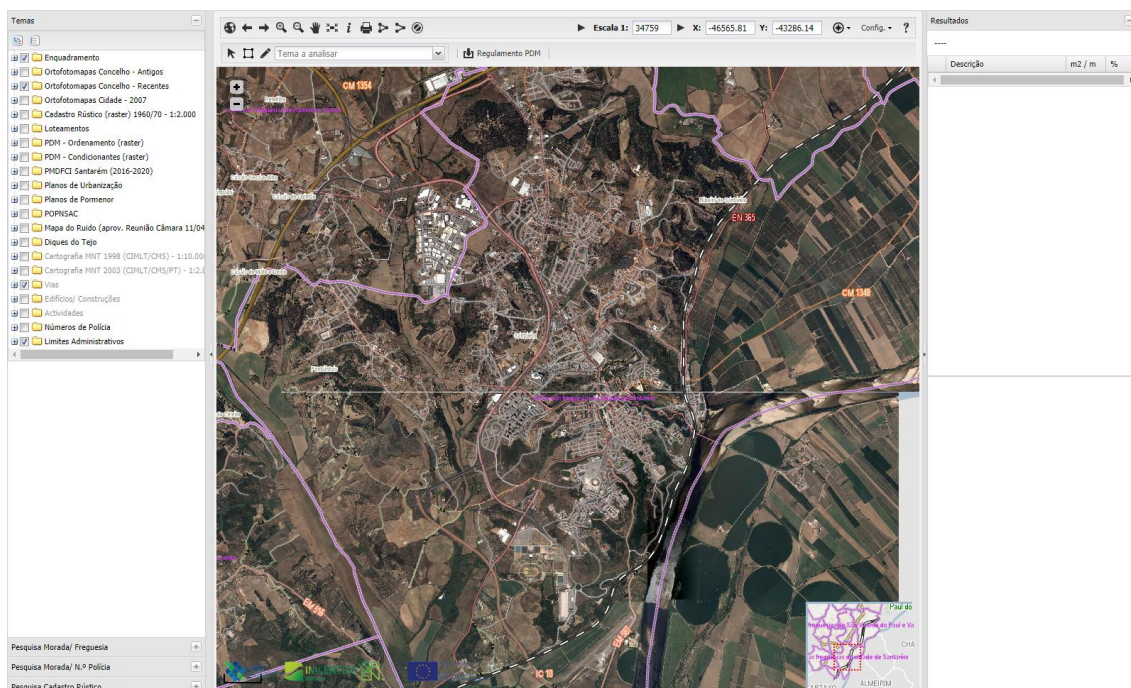 Temas
Enquadramento
Ortofotomapas Concelho - Antigos
Ortofotomapas Concelho - Recentes
Ortofotomapas Cidade - 2007
Cadastro Rústico (raster) 1960/70 - 1:2.000
Loteamentos
PDM - Ordenamento (raster)
PDM - Condicionantes (raster)
PMDFCI Santarém (2016-2020)
Planos de Urbanização
Planos de Pormenor
POPNSAC
Mapa do Ruido (aprov. Reunião Câmara 11/04
Diques do Tejo
Cartografia MNT 1998 (CIMLT/CMS) - 1:10.00
Cartografia MNT 2003 (CIMLT/CMS/PT) - 1:2.0
Vias
Edifícios/ Construções
Actividades
Números de Polícia
Limites Administrativos
Pesquisa Morada/ Freguesia
Pesquisa Morada/ N.º Polícia
Pesquisa Cadastro Rústico
Escala 1: 34759 X: -46565.81 Y: -43286.14 Config. ?
Tema a analisar Regulamento PDM
CM 1354
EN 365
CM 1348
IC 10
Paul do
CHA
ALMEIRIM
Resultados
----
Descrição m2 / m %